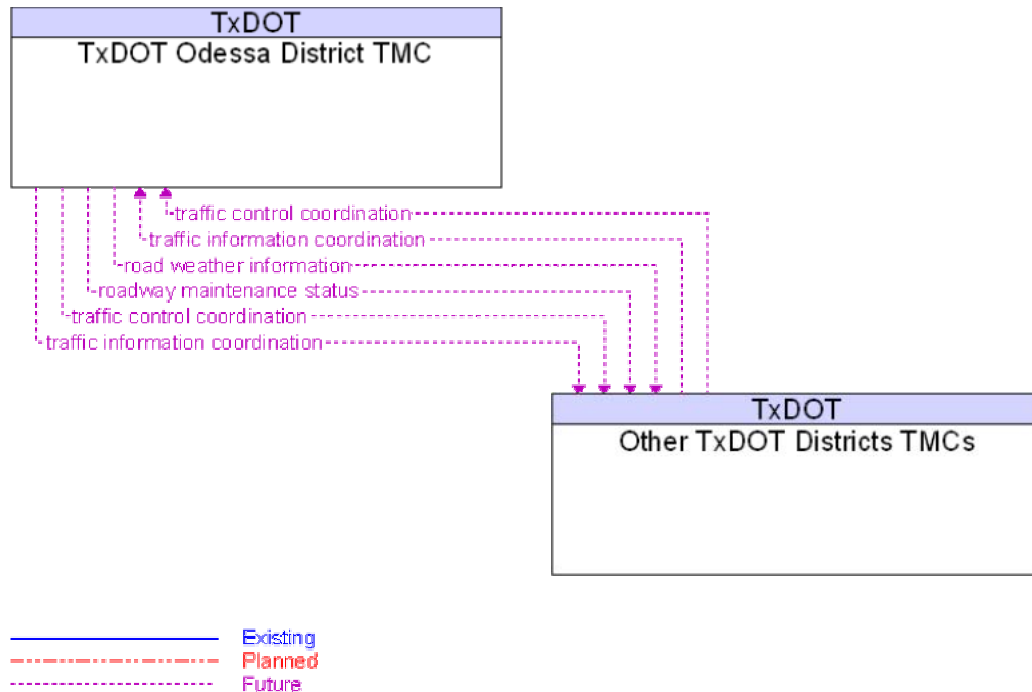 TxDOT
TxDOT Odessa District TMC
traffic control coordination
traffic information coordination
road weather information
roadway maintenance status
traffic control coordination
traffic information coordination
TxDOT
Other TxDOT Districts TMCs
Existing
Planned
Future